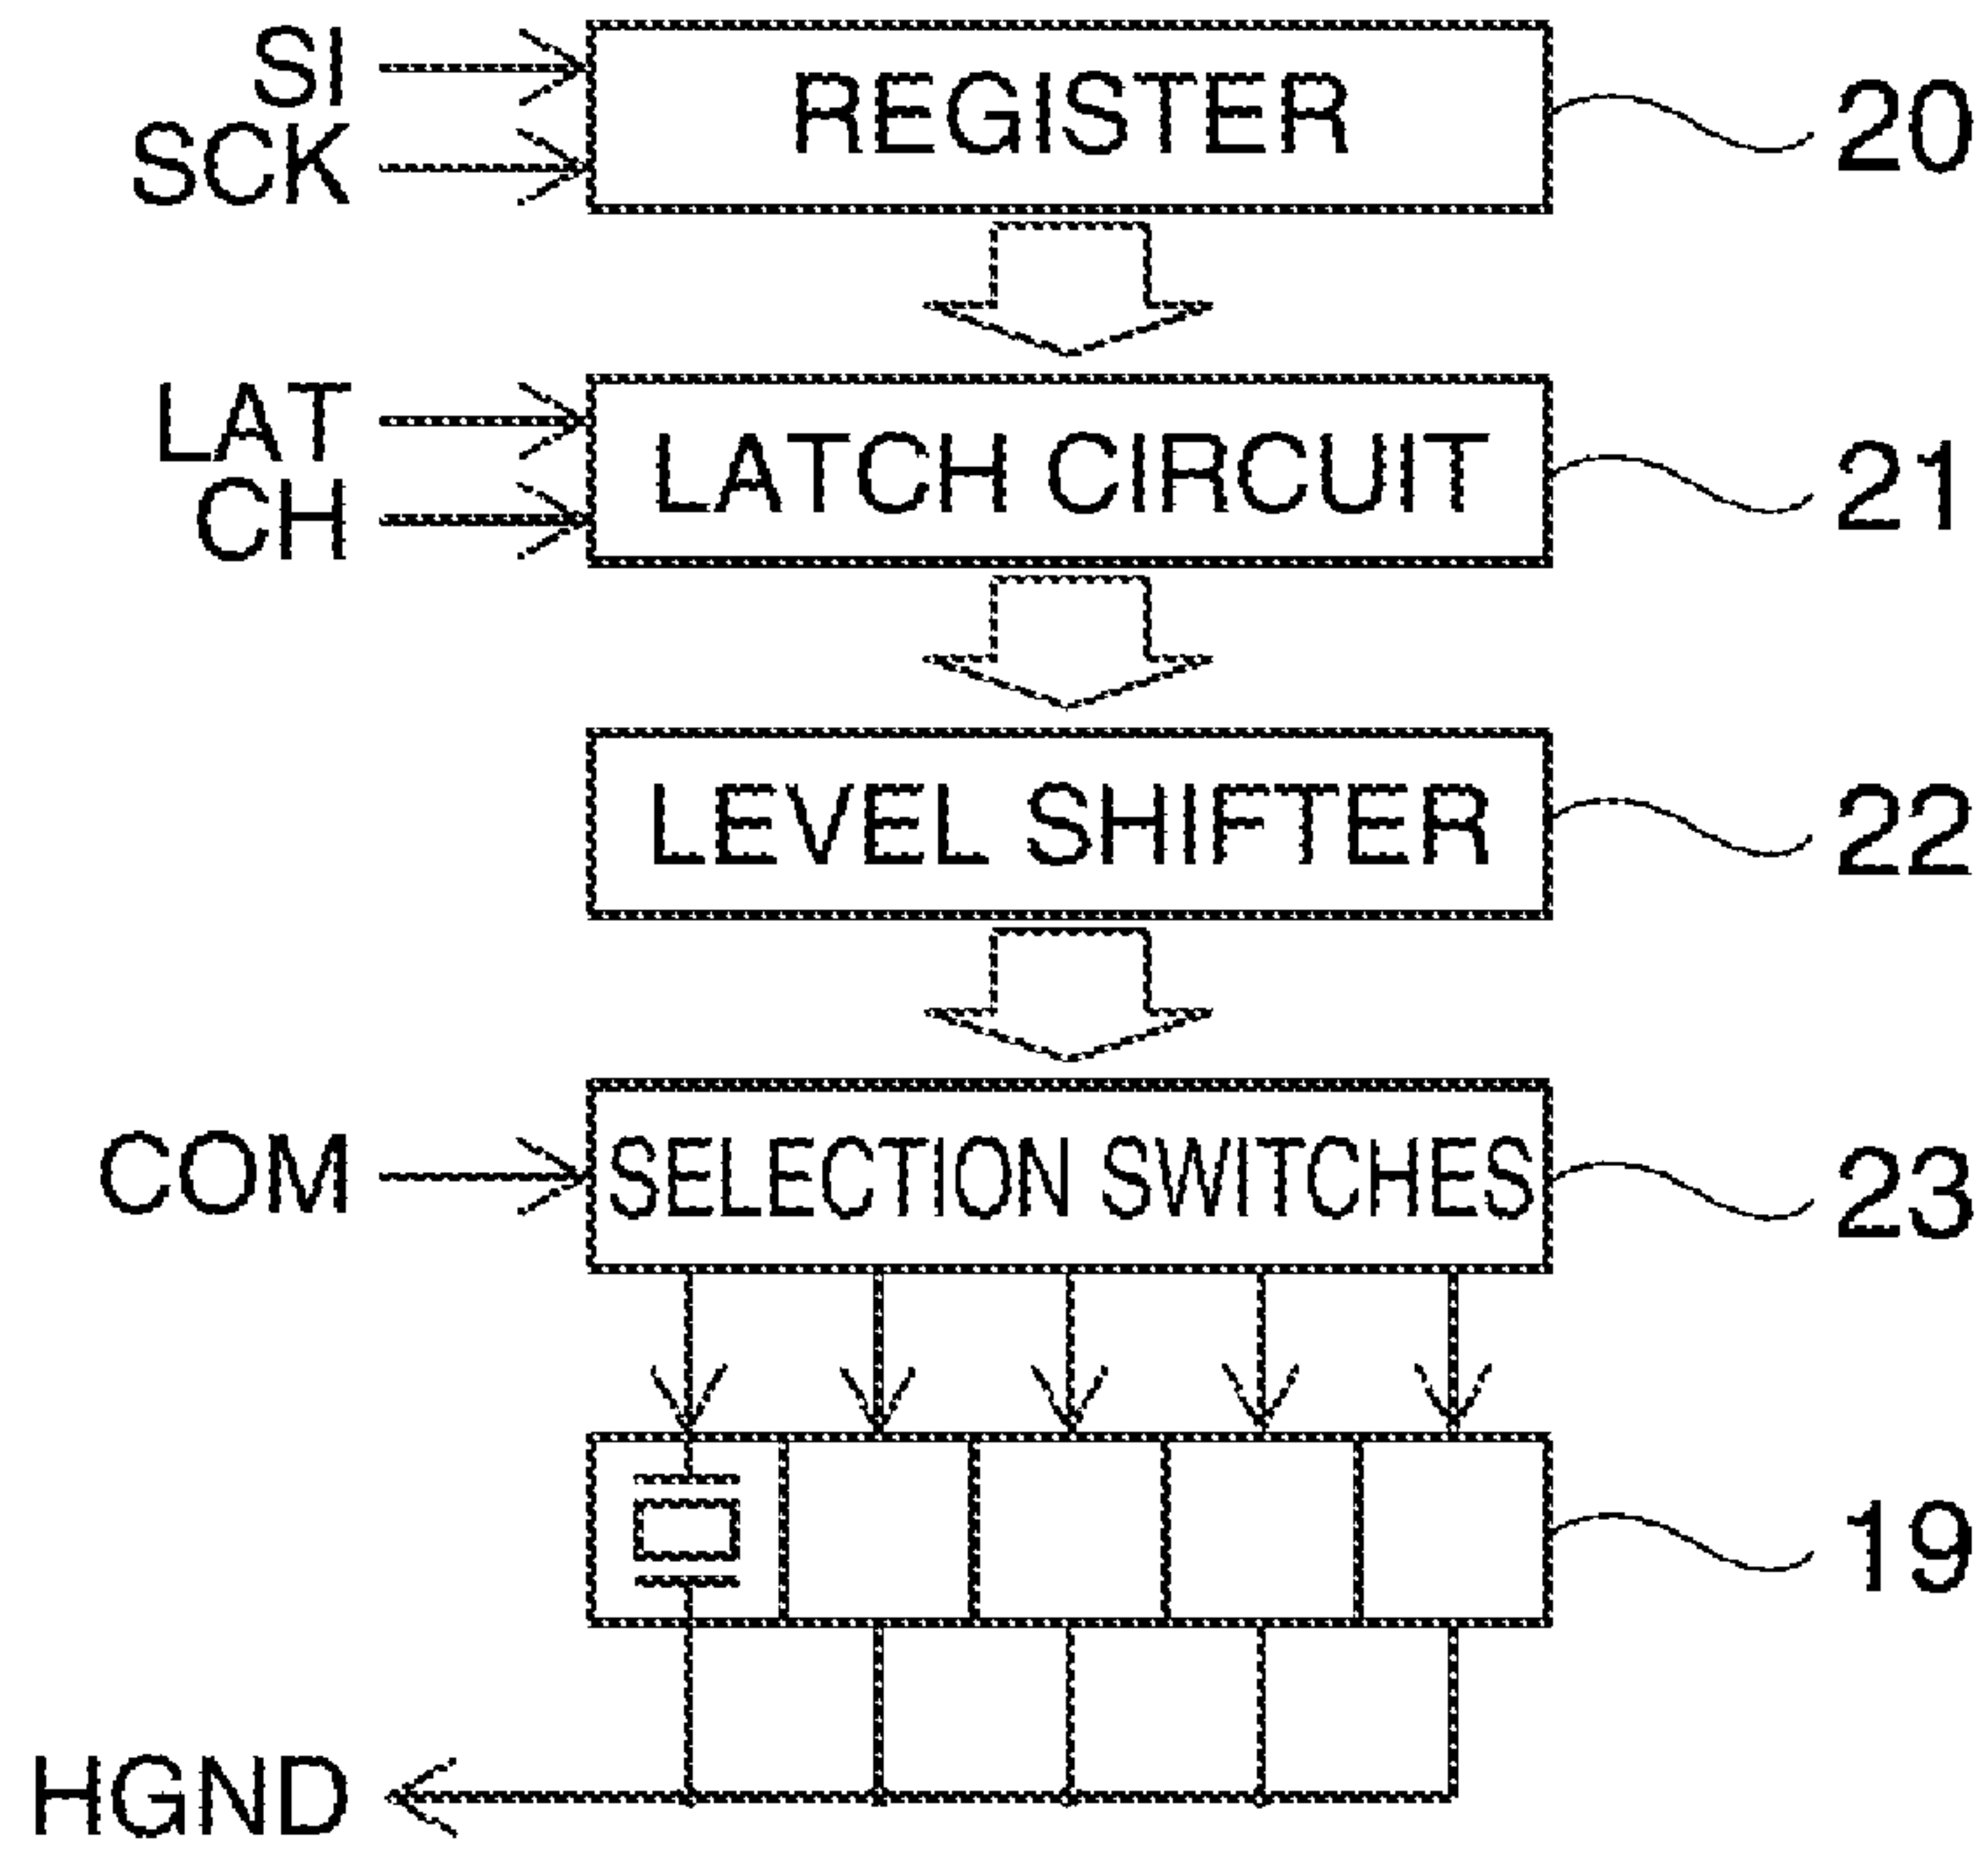 SI
REGISTER
20
SCK
LAT
LATCH CIRCUIT
21
CH
LEVEL SHIFTER
22
COM
SELECTION SWITCHES
23
19
HGND